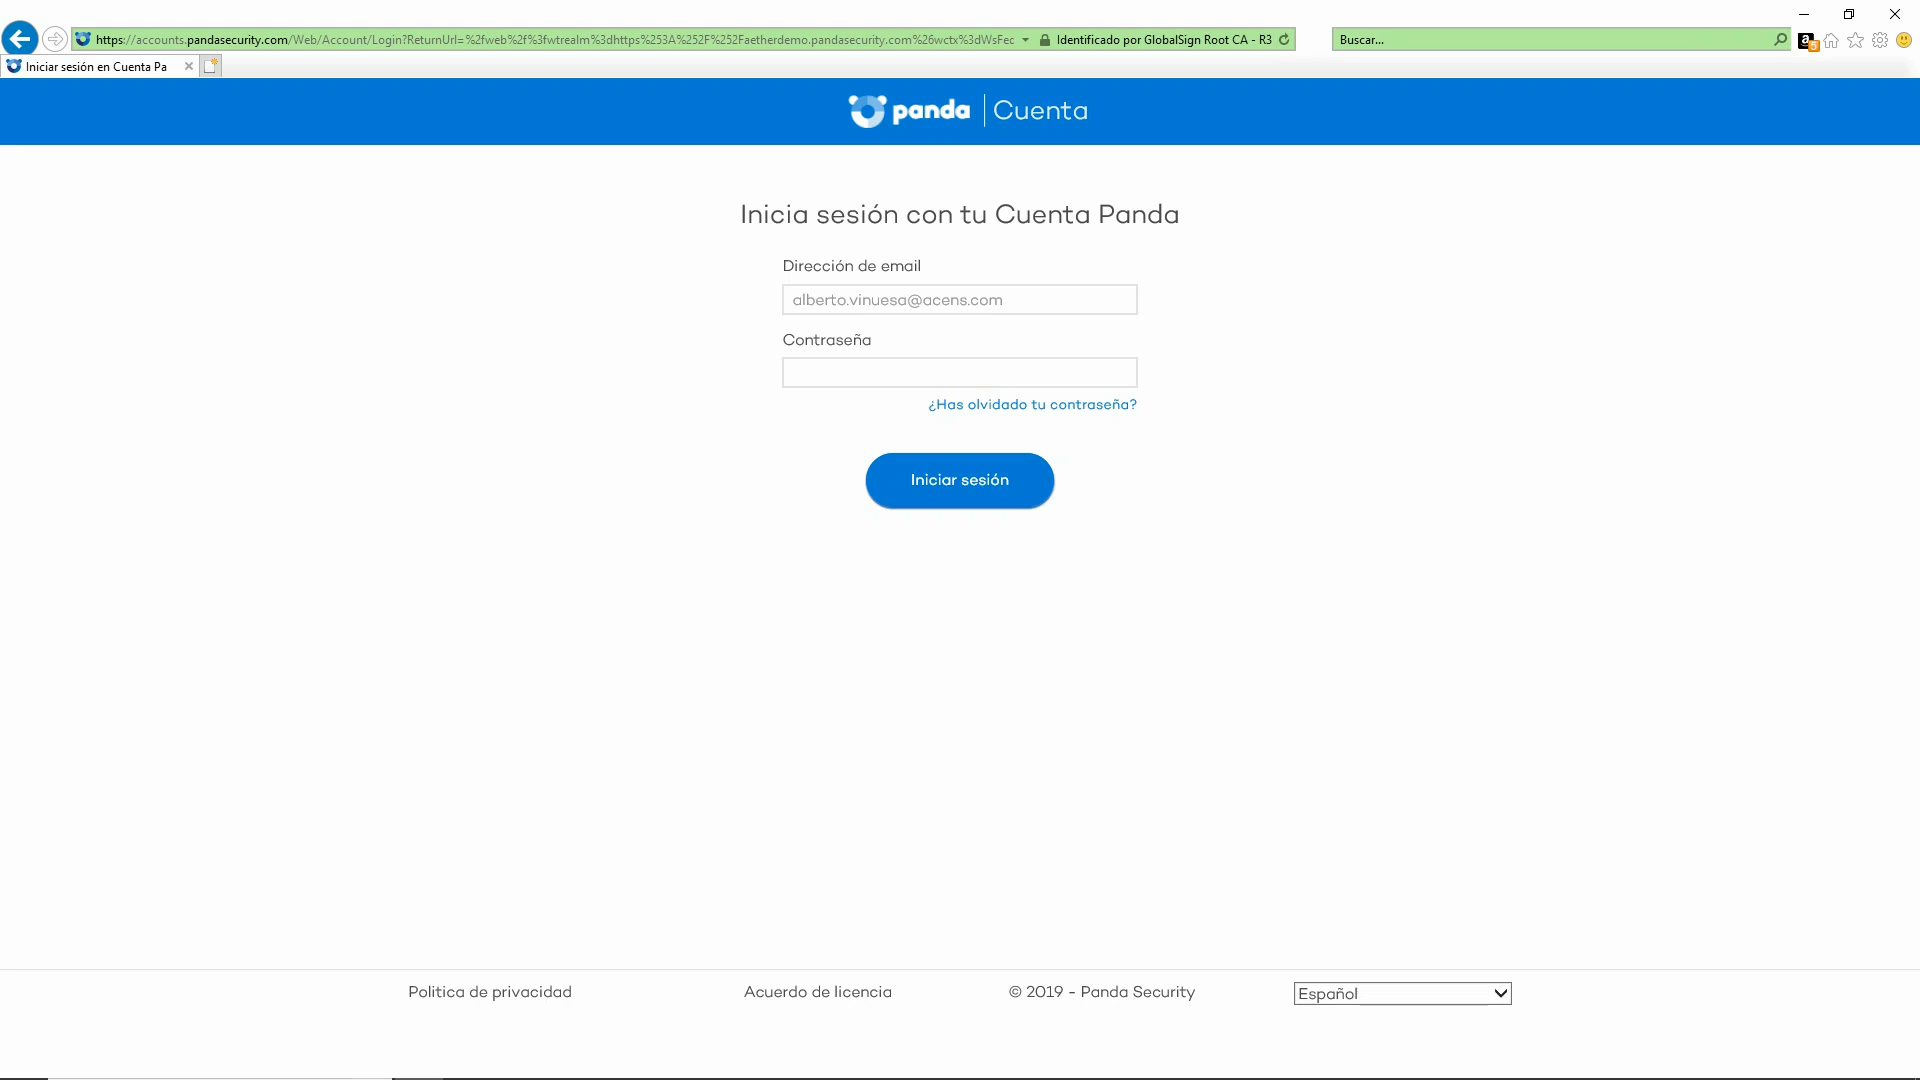 https://accounts.pandasecurity.com/Web/Account/Login?ReturnUrl=%2fweb%2f%3fwtrealm%3dhttps%253A%252F%252Faetherdemo.pandasecurity.com%26wctx%3dWsFec
Identificado por GlobalSign Root CA - R3
Buscar...
Iniciar sesión en Cuenta Pa
panda Cuenta
Inicia sesión con tu Cuenta Panda
Dirección de email
alberto.vinuesa@acens.com
Contraseña
¿Has olvidado tu contraseña?
Iniciar sesión
Politica de privacidad
Acuerdo de licencia
© 2019 - Panda Security
Español